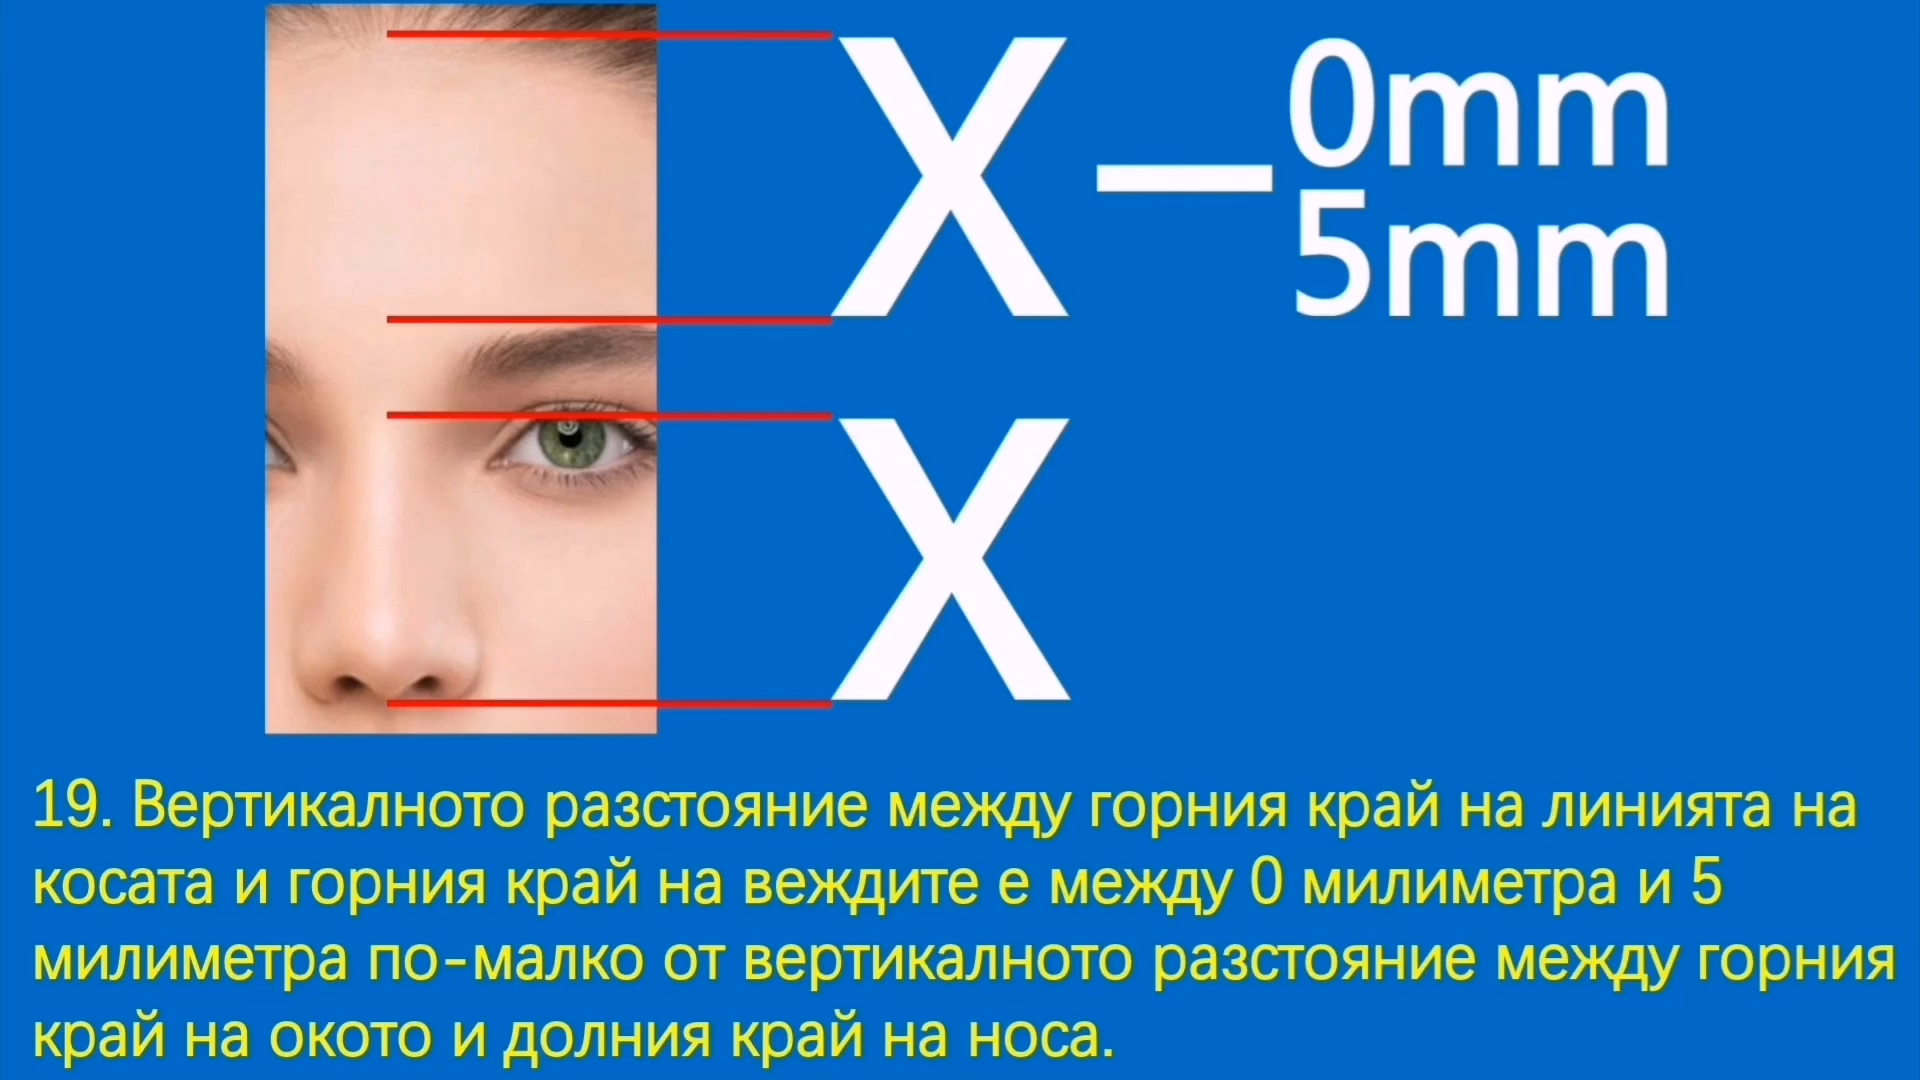 X – 0mm
5mm
X
19. Вертикалното разстояние между горния край на линията на
косата и горния край на веждите е между 0 милиметра и 5
милиметра по-малко от вертикалното разстояние между горния
край на окото и долния край на носа.